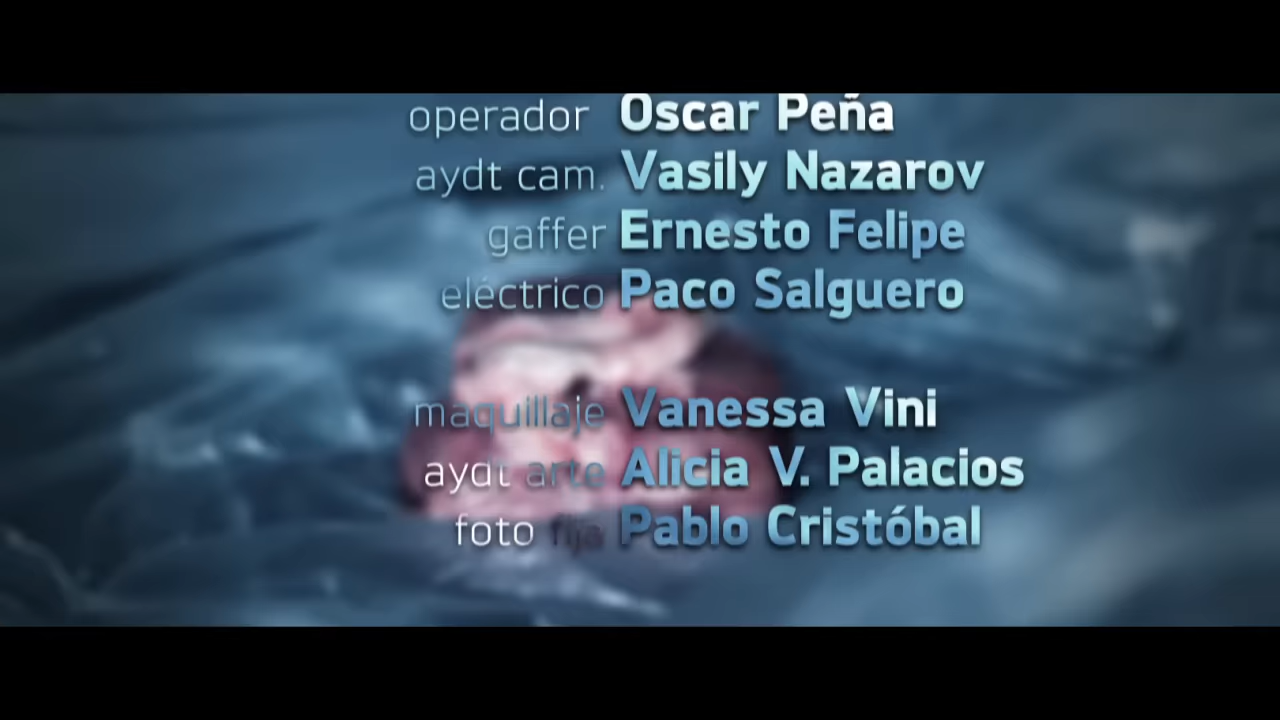 operador Óscar Peña
aydt cam. Vasily Nazarov
gaffer Ernesto Felipe
eléctrico Paco Salguero
maquillaje Vanessa Vini
aydt arte Alicia V. Palacios
foto fija Pablo Cristóbal